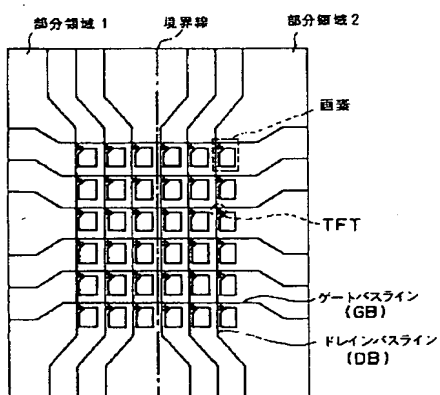 部分領域1
境界線
部分領域2
画素
TFT
ゲートバスライン
(GB)
ドレインバスライン
(DB)